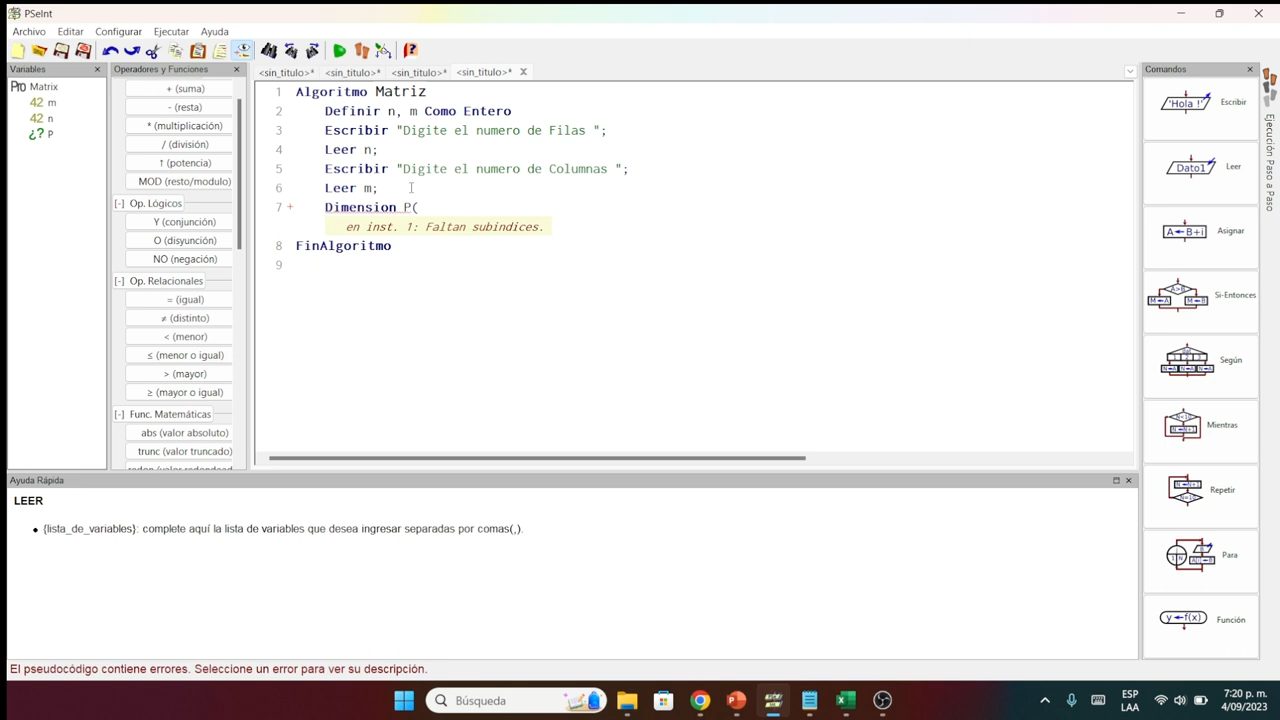 PSeInt
Archivo Editar Configurar Ejecutar Ayuda
Variables
Operadores y Funciones
<sin_titulo>* <sin_titulo>* <sin_titulo>* <sin_titulo>*
Comandos
Matrix
42 m
42 n
¿? P
+ (suma)
- (resta)
* (multiplicación)
/ (división)
↑ (potencia)
MOD (resto/modulo)
[-] Op. Lógicos
Y (conjunción)
O (disyunción)
NO (negación)
[-] Op. Relacionales
= (igual)
≠ (distinto)
< (menor)
≤ (menor o igual)
> (mayor)
≥ (mayor o igual)
[-] Func. Matemáticas
abs (valor absoluto)
trunc (valor truncado)
redon (valor redondead
1 Algoritmo Matriz
2 Definir n, m Como Entero
3 Escribir "Digite el numero de Filas ";
4 Leer n;
5 Escribir "Digite el numero de Columnas ";
6 Leer m;
7 + Dimension P(
en inst. 1: Faltan subindices.
8 FinAlgoritmo
9
'Hola !' Escribir
Dato1 Leer
A←B+i Asignar
Si-Entonces
Según
Mientras
Repetir
Para
y←f(x) Función
Ejecución Paso a Paso
Ayuda Rápida
LEER
• {lista_de_variables}: complete aquí la lista de variables que desea ingresar separadas por comas(,).
El pseudocódigo contiene errores. Seleccione un error para ver su descripción.
Búsqueda
ESP
LAA
7:20 p. m.
4/09/2023